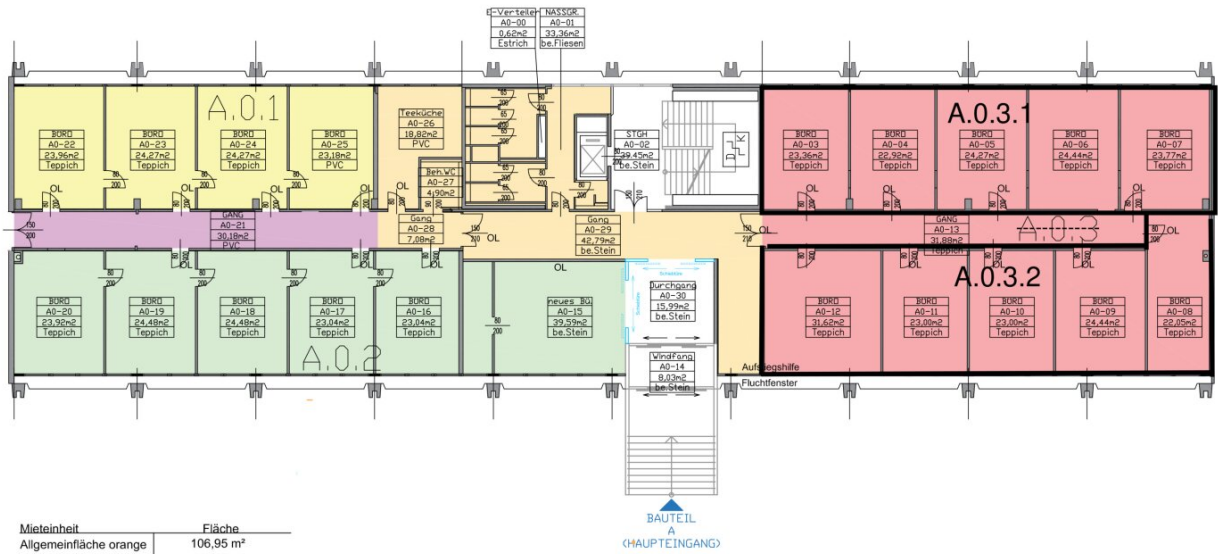 E-Verteiler
A0-00
0,62m2
Estrich
NASSGR.
A0-01
33,36m2
be.Fliesen
A.0.1
BÜRO
A0-22
23,96m2
Teppich
BÜRO
A0-23
24,27m2
Teppich
BÜRO
A0-24
24,27m2
Teppich
BÜRO
A0-25
23,18m2
PVC
Teeküche
A0-26
18,82m2
PVC
Beh.WC
A0-27
4,90m2
STGH
A0-02
39.45m2
be.Stein
A.0.3.1
BÜRO
A0-03
23,36m2
Teppich
BÜRO
A0-04
22,92m2
Teppich
BÜRO
A0-05
24,27m2
Teppich
BÜRO
A0-06
24,44m2
Teppich
BÜRO
A0-07
23,77m2
Teppich
GANG
A0-21
30,18m2
PVC
Gang
A0-28
7,08m2
Gang
A0-29
42,79m2
be.Stein
GANG
A0-13
31,88m2
Teppich
A.0.3
BÜRO
A0-20
23,92m2
Teppich
BÜRO
A0-19
24,48m2
Teppich
BÜRO
A0-18
24,48m2
Teppich
BÜRO
A0-17
23,04m2
Teppich
BÜRO
A0-16
23,04m2
Teppich
A.0.2
neues Bü.
A0-15
39,59m2
be.Stein
OL
Durchgang
A0-30
15,99m2
be.Stein
Windfang
A0-14
8,03m2
be.Stein
A.0.3.2
BÜRO
A0-12
31,62m2
Teppich
BÜRO
A0-11
23,00m2
Teppich
BÜRO
A0-10
23,00m2
Teppich
BÜRO
A0-09
24,44m2
Teppich
BÜRO
A0-08
22,05m2
Teppich
Aufstiegshilfe
Fluchtfenster
BAUTEIL
A
(HAUPTEINGANG)
Mieteinheit Fläche
Allgemeinfläche orange 106,95 m²